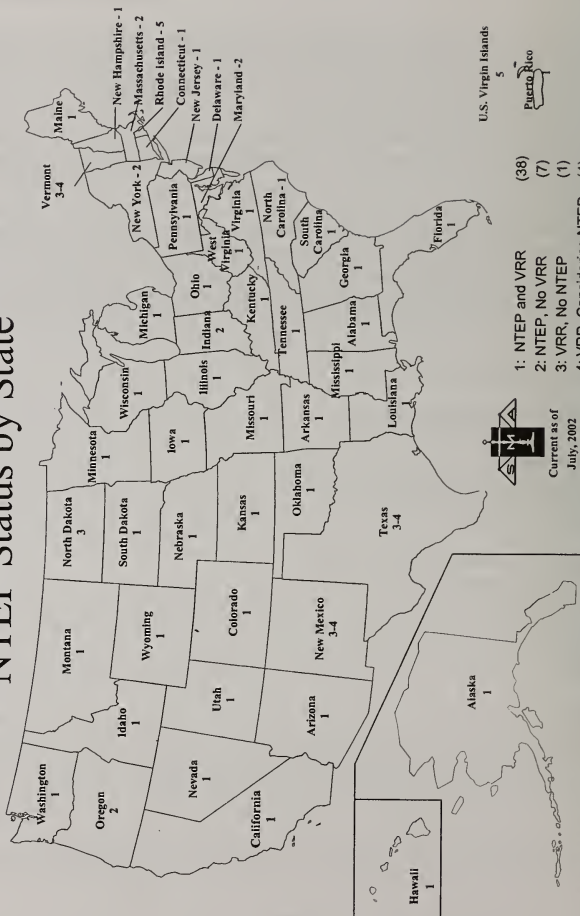 NTEP Status by State
Washington
1
Oregon
2
California
1
Nevada
1
Idaho
1
Montana
1
Wyoming
1
Utah
1
Arizona
1
Colorado
1
New Mexico
3-4
North Dakota
3
South Dakota
1
Nebraska
1
Kansas
1
Oklahoma
1
Texas
3-4
Minnesota
1
Iowa
1
Missouri
1
Arkansas
1
Louisiana
Wisconsin
1
Illinois
1
Michigan
1
Indiana
2
Ohio
1
Kentucky
1
Tennessee
1
Mississippi
1
Alabama
1
Georgia
1
Florida
1
South
Carolina
1
North
Carolina - 1
Virginia
1
West
Virginia
1
Pennsylvania
1
New York - 2
Vermont
3-4
Maine
1
New Hampshire - 1
Massachusetts - 2
Rhode Island - 5
Connecticut - 1
New Jersey - 1
Delaware - 1
Maryland -2
Hawaii
1
Alaska
1
U.S. Virgin Islands
5
Puerto Rico
S M A
Current as of
July, 2002
1: NTEP and VRR (38)
2: NTEP, No VRR (7)
3: VRR, No NTEP (1)